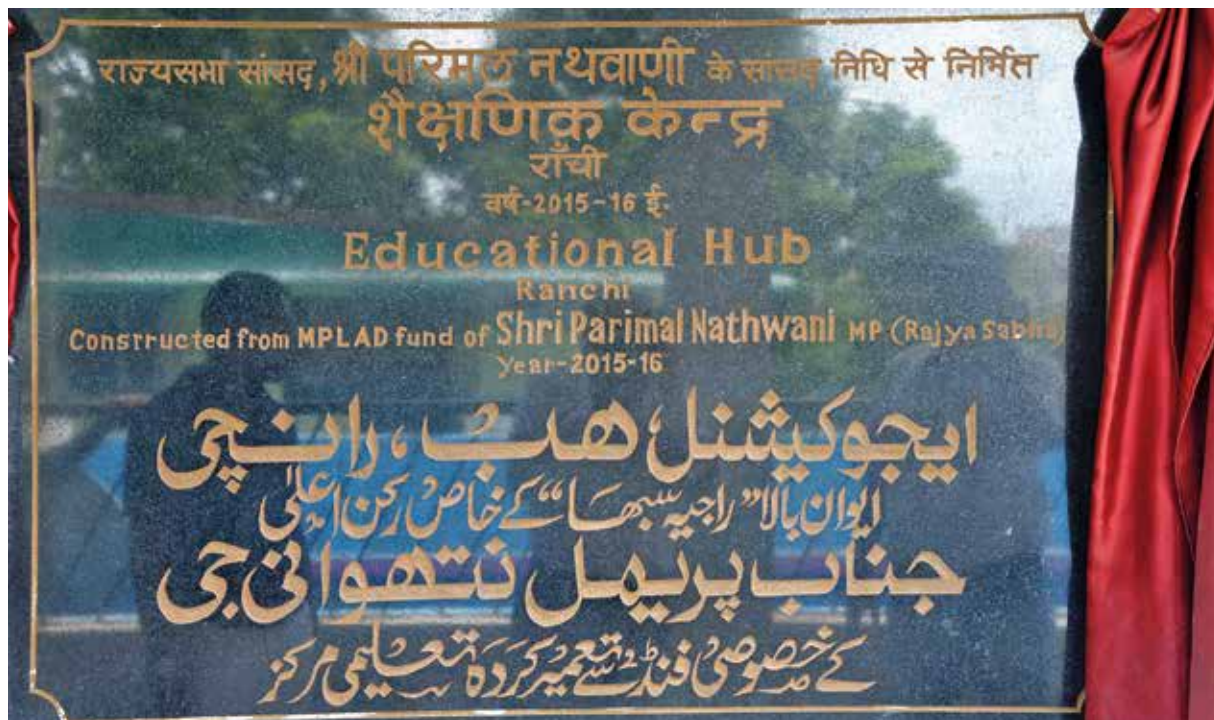 राज्यसभा सांसद, श्री परिमल नथवाणी के सांसद निधि से निर्मित
शैक्षणिक केन्द्र
राँची
वर्ष-2015-16 ई.
Educational Hub
Ranchi
Constructed from MPLAD fund of Shri Parimal Nathwani MP (Rajya Sabha)
Year-2015-16
ایجوکیشنل ھب، رانچی
ایوان بالا ”راجیہ سبھا“ کے خاص رکن اعلیٰ
جناب پریمل نتھوانی جی
کے خصوصی فنڈ سے تعمیر کردہ تعلیمی مرکز